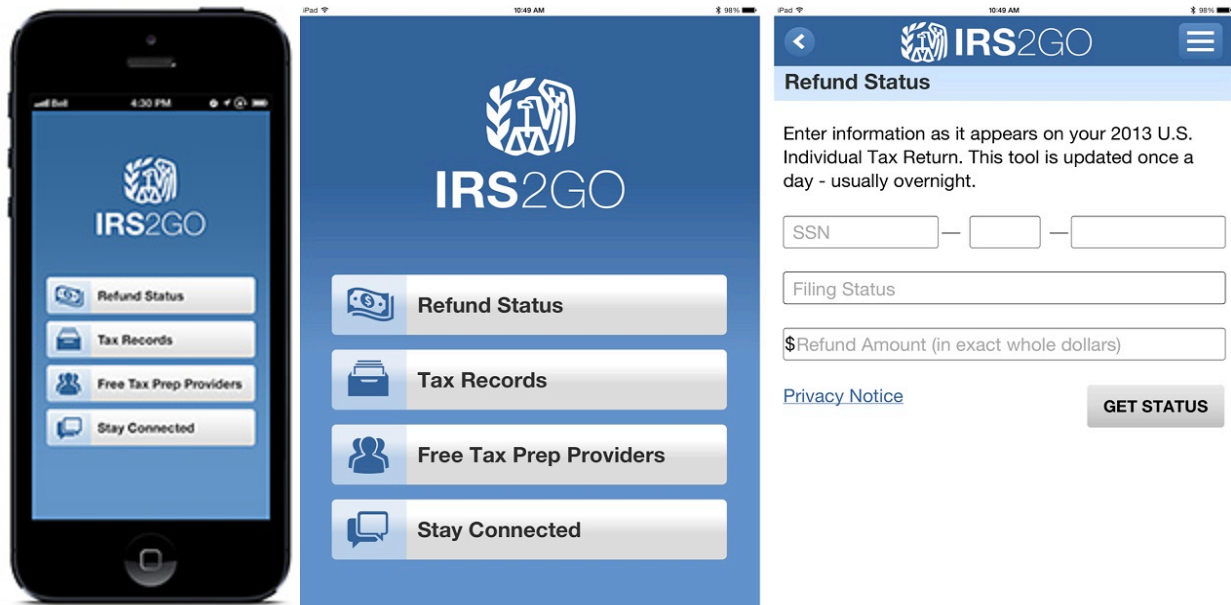 Bell 4:30 PM
IRS2GO
Refund Status
Tax Records
Free Tax Prep Providers
Stay Connected
iPad 10:49 AM 98%
IRS2GO
Refund Status
Tax Records
Free Tax Prep Providers
Stay Connected
iPad 10:49 AM 98%
IRS2GO
Refund Status
Enter information as it appears on your 2013 U.S.
Individual Tax Return. This tool is updated once a
day - usually overnight.
SSN — —
Filing Status
$Refund Amount (in exact whole dollars)
Privacy Notice GET STATUS